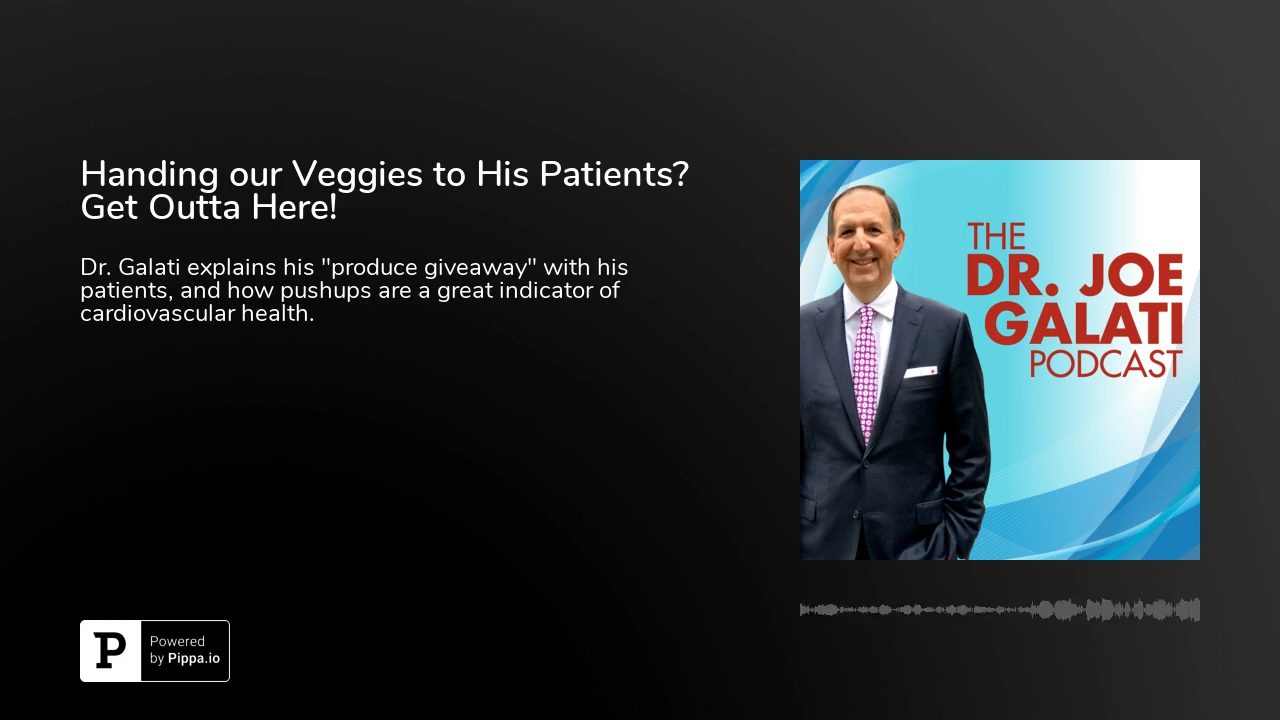 Handing our Veggies to His Patients?
Get Outta Here!
Dr. Galati explains his "produce giveaway" with his
patients, and how pushups are a great indicator of
cardiovascular health.
THE
DR. JOE
GALATI
PODCAST
P
Powered
by Pippa.io